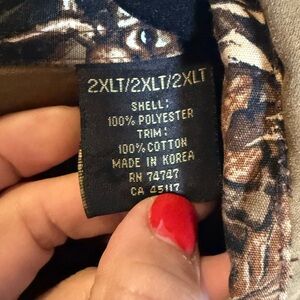 2XLT/2XLT/2XLT
SHELL:
100% POLYESTER
TRIM:
100% COTTON
MADE IN KOREA
RN 74747
CA 45117